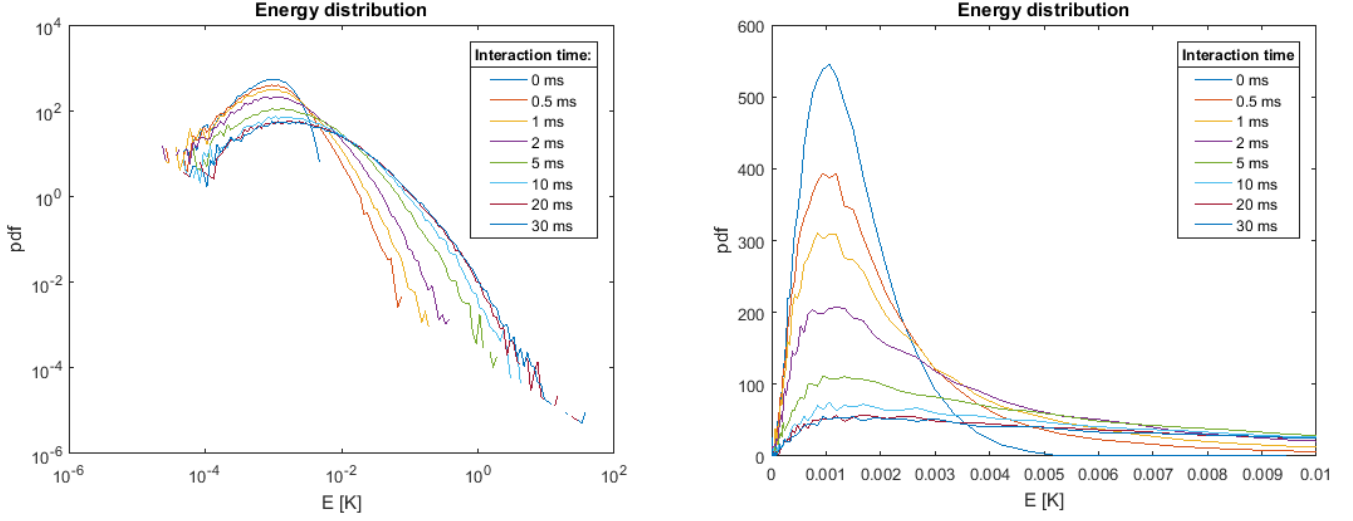 Energy distribution
10^4
10^2
10^0
10^-2
10^-4
10^-6
pdf
10^-6
10^-4
10^-2
10^0
10^2
E [K]
Interaction time:
0 ms
0.5 ms
1 ms
2 ms
5 ms
10 ms
20 ms
30 ms
Energy distribution
600
500
400
300
200
100
0
pdf
0
0.001
0.002
0.003
0.004
0.005
0.006
0.007
0.008
0.009
0.01
E [K]
Interaction time
0 ms
0.5 ms
1 ms
2 ms
5 ms
10 ms
20 ms
30 ms